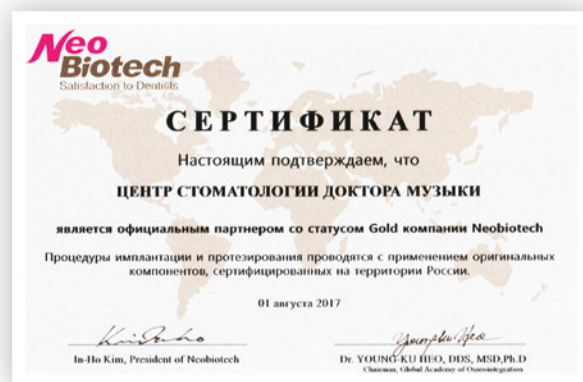 Neo
Biotech
Satisfaction to Dentists
СЕРТИФИКАТ
Настоящим подтверждаем, что
ЦЕНТР СТОМАТОЛОГИИ ДОКТОРА МУЗЫКИ
является официальным партнером со статусом Gold компании Neobiotech
Процедуры имплантации и протезирования проводятся с применением оригинальных
компонентов, сертифицированных на территории России.
01 августа 2017
In-Ho Kim, President of Neobiotech
Dr. YOUNG-KU HEO, DDS, MSD,Ph.D
Chairman, Global Academy of Osseointegration